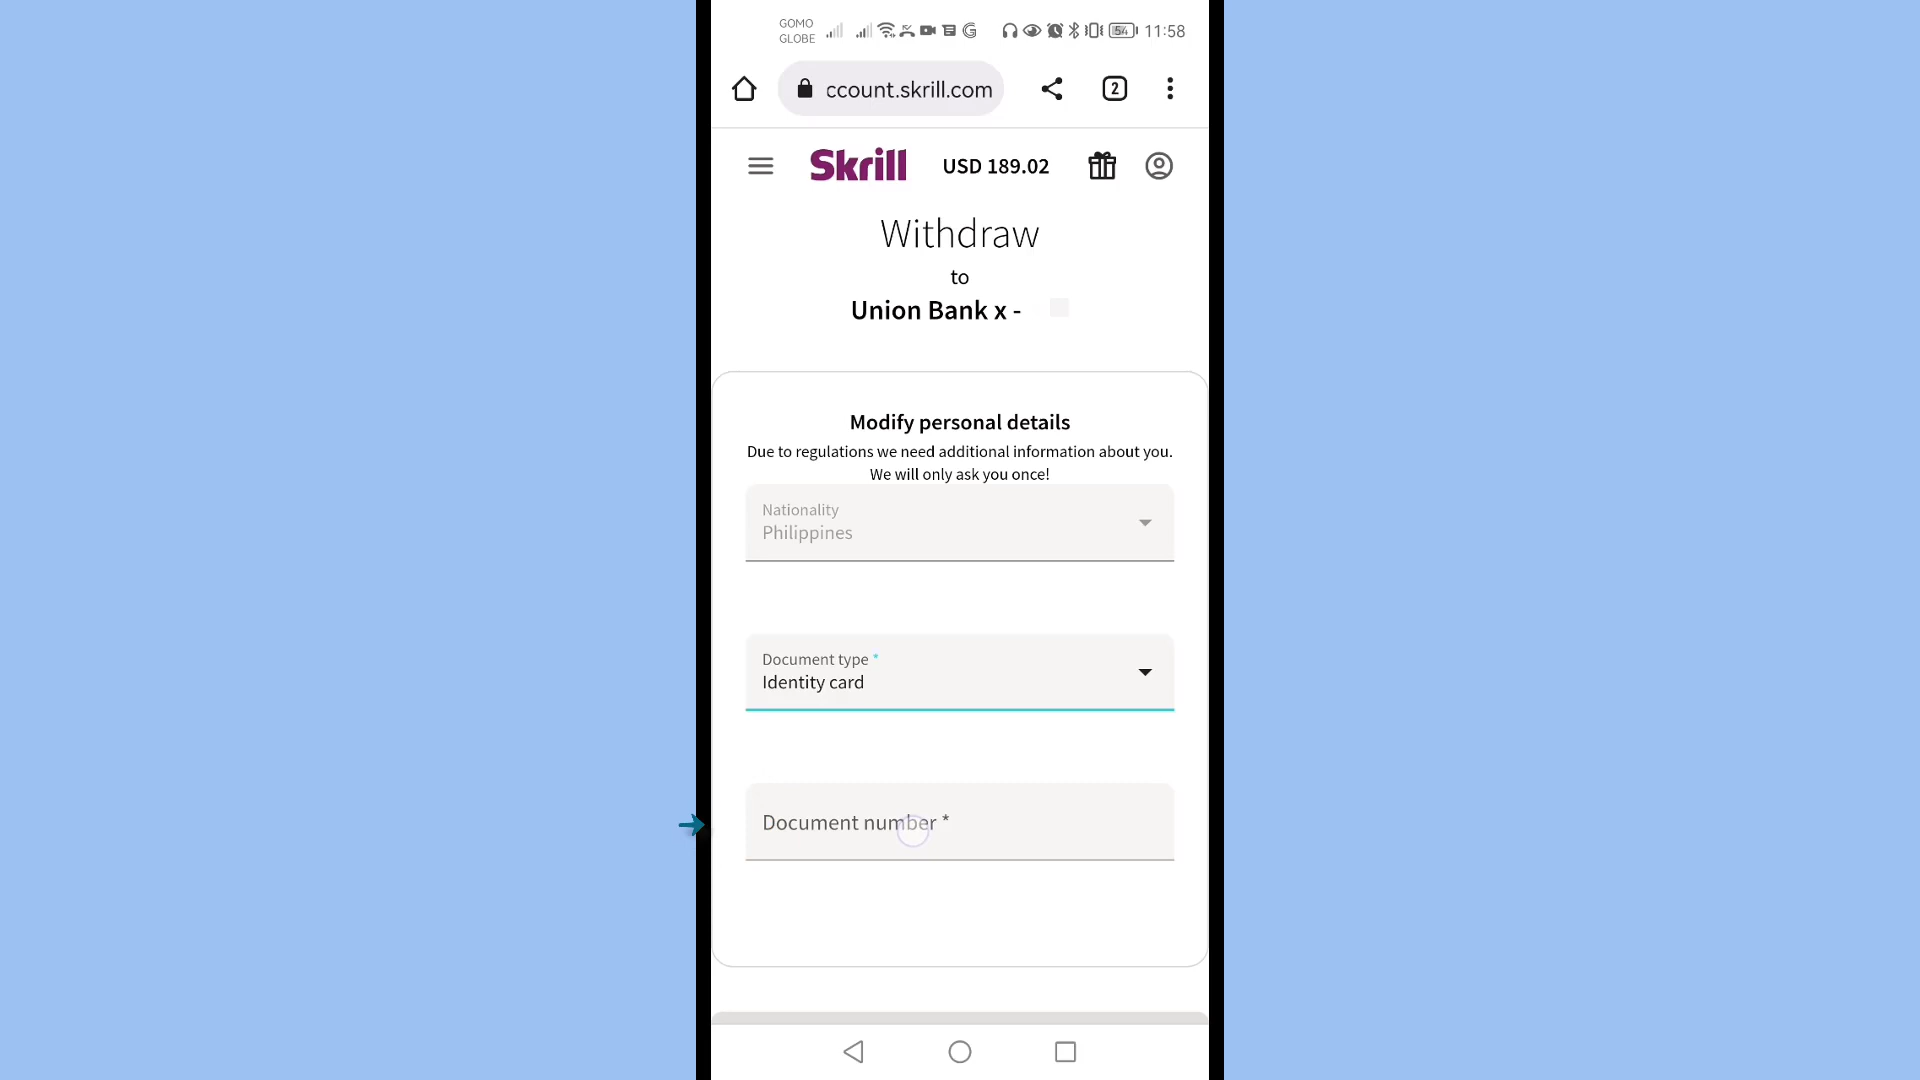 GOMO
GLOBE
54
11:58
ccount.skrill.com
2
Skrill
USD 189.02
Withdraw
to
Union Bank x -
Modify personal details
Due to regulations we need additional information about you.
We will only ask you once!
Nationality
Philippines
Document type *
Identity card
Document number *